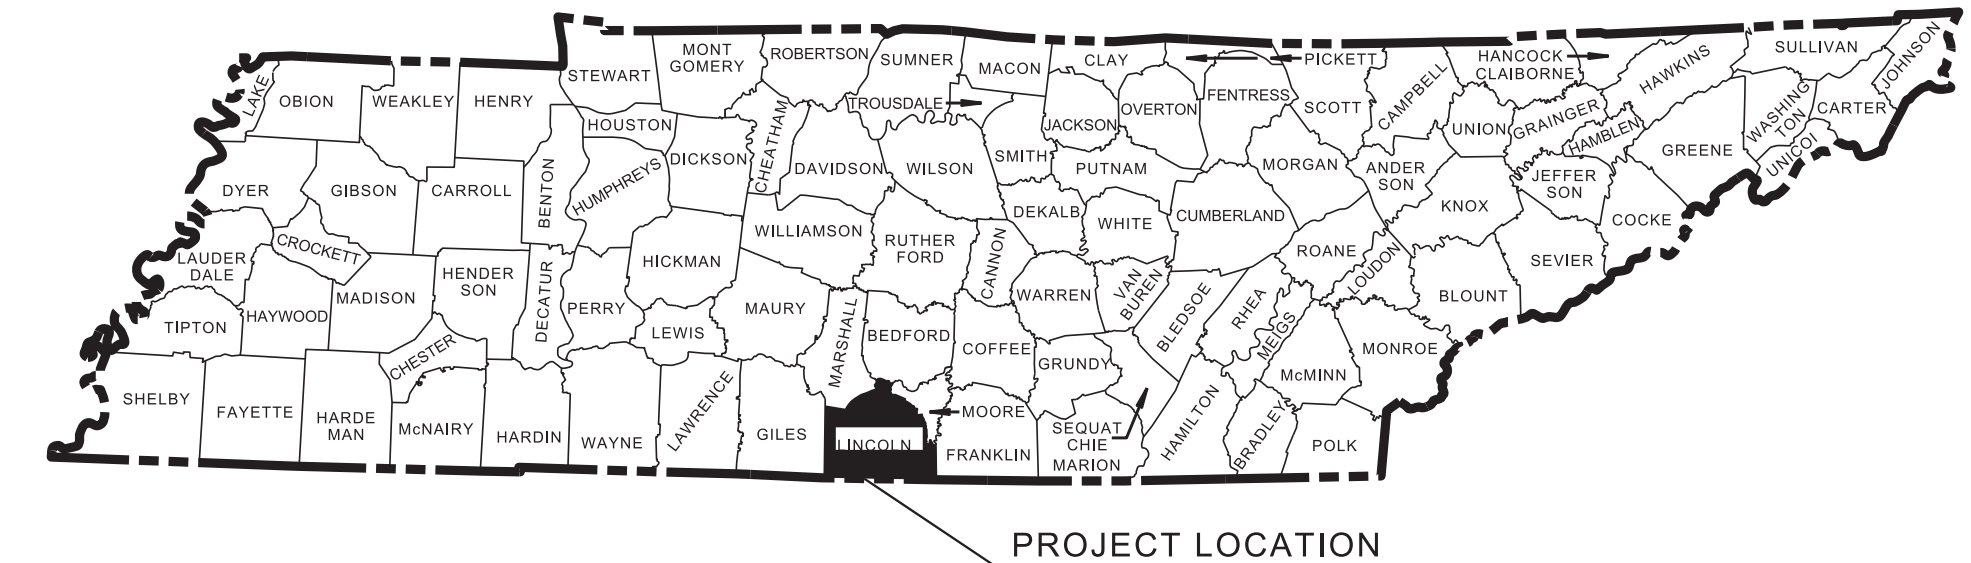 LAKE
OBION
WEAKLEY
HENRY
STEWART
MONT
GOMERY
ROBERTSON
SUMNER
MACON
CLAY
PICKETT
HANCOCK
CLAIBORNE
HAWKINS
SULLIVAN
JOHNSON
TROUSDALE
OVERTON
FENTRESS
SCOTT
CAMPBELL
UNION
GRAINGER
HAMBLEN
WASHING
TON
CARTER
UNICOI
GREENE
HOUSTON
HUMPHREYS
DICKSON
CHEATHAM
DAVIDSON
WILSON
SMITH
JACKSON
PUTNAM
MORGAN
ANDER
SON
KNOX
JEFFER
SON
COCKE
DYER
GIBSON
CARROLL
BENTON
WILLIAMSON
RUTHER
FORD
CANNON
DEKALB
WHITE
CUMBERLAND
ROANE
LOUDON
BLOUNT
SEVIER
LAUDER
DALE
CROCKETT
HAYWOOD
MADISON
HENDER
SON
DECATUR
PERRY
HICKMAN
LEWIS
MAURY
MARSHALL
BEDFORD
COFFEE
WARREN
VAN
BUREN
BLEDSOE
RHEA
MEIGS
McMINN
MONROE
TIPTON
SHELBY
FAYETTE
HARDE
MAN
CHESTER
McNAIRY
HARDIN
WAYNE
LAWRENCE
GILES
LINCOLN
MOORE
FRANKLIN
GRUNDY
SEQUAT
CHIE
MARION
HAMILTON
BRADLEY
POLK
PROJECT LOCATION